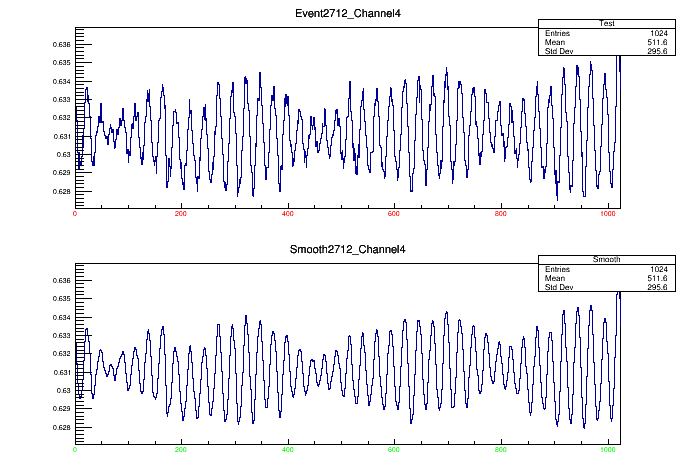 Event2712_Channel4
Test
Entries 1024
Mean 511.6
Std Dev 295.6
0.636
0.635
0.634
0.633
0.632
0.631
0.63
0.629
0.628
0 200 400 600 800 1000
Smooth2712_Channel4
Smooth
Entries 1024
Mean 511.6
Std Dev 295.6
0.636
0.635
0.634
0.633
0.632
0.631
0.63
0.629
0.628
0 200 400 600 800 1000